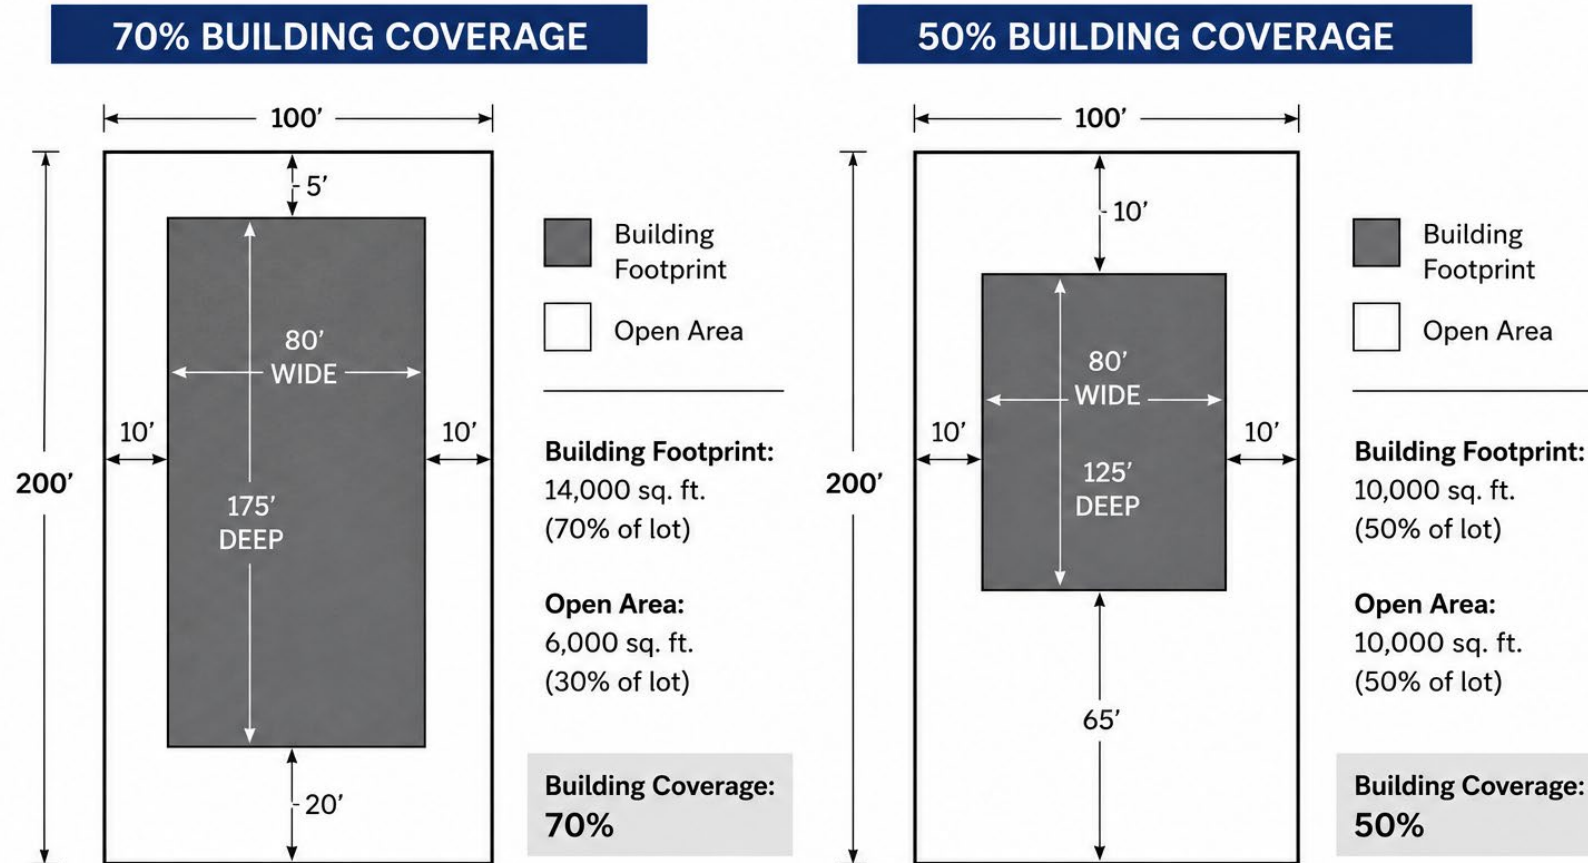 70% BUILDING COVERAGE
100'
5'
80'
WIDE
10'
10'
200'
175'
DEEP
20'
Building
Footprint
Open Area
Building Footprint:
14,000 sq. ft.
(70% of lot)
Open Area:
6,000 sq. ft.
(30% of lot)
Building Coverage:
70%
50% BUILDING COVERAGE
100'
10'
80'
WIDE
10'
10'
200'
125'
DEEP
65'
Building
Footprint
Open Area
Building Footprint:
10,000 sq. ft.
(50% of lot)
Open Area:
10,000 sq. ft.
(50% of lot)
Building Coverage:
50%